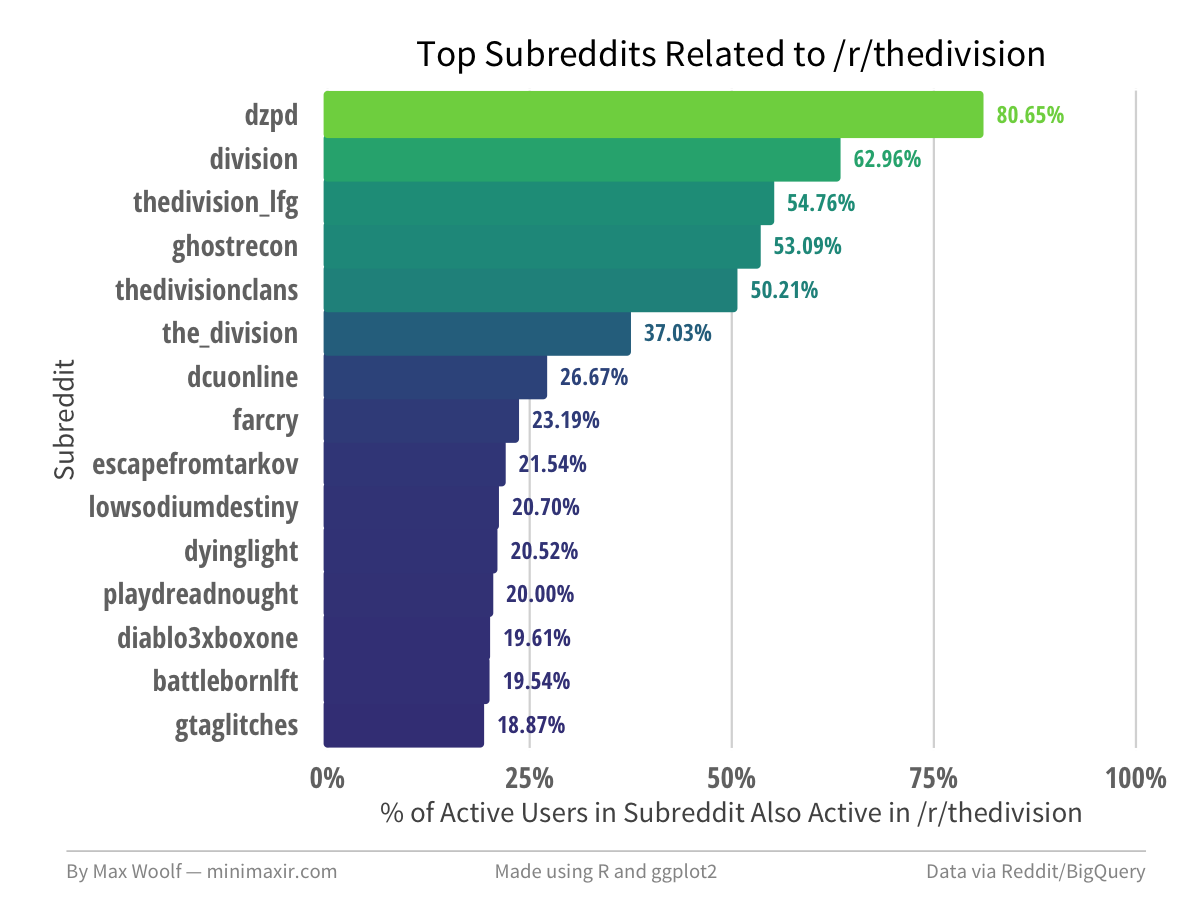 Top Subreddits Related to /r/thedivision
dzpd 80.65%
division 62.96%
thedivision_lfg 54.76%
ghostrecon 53.09%
thedivisionclans 50.21%
the_division 37.03%
dcuonline 26.67%
farcry 23.19%
escapefromtarkov 21.54%
lowsodiumdestiny 20.70%
dyinglight 20.52%
playdreadnought 20.00%
diablo3xboxone 19.61%
battlebornlft 19.54%
gtaglitches 18.87%
Subreddit
0% 25% 50% 75% 100%
% of Active Users in Subreddit Also Active in /r/thedivision
By Max Woolf — minimaxir.com Made using R and ggplot2 Data via Reddit/BigQuery